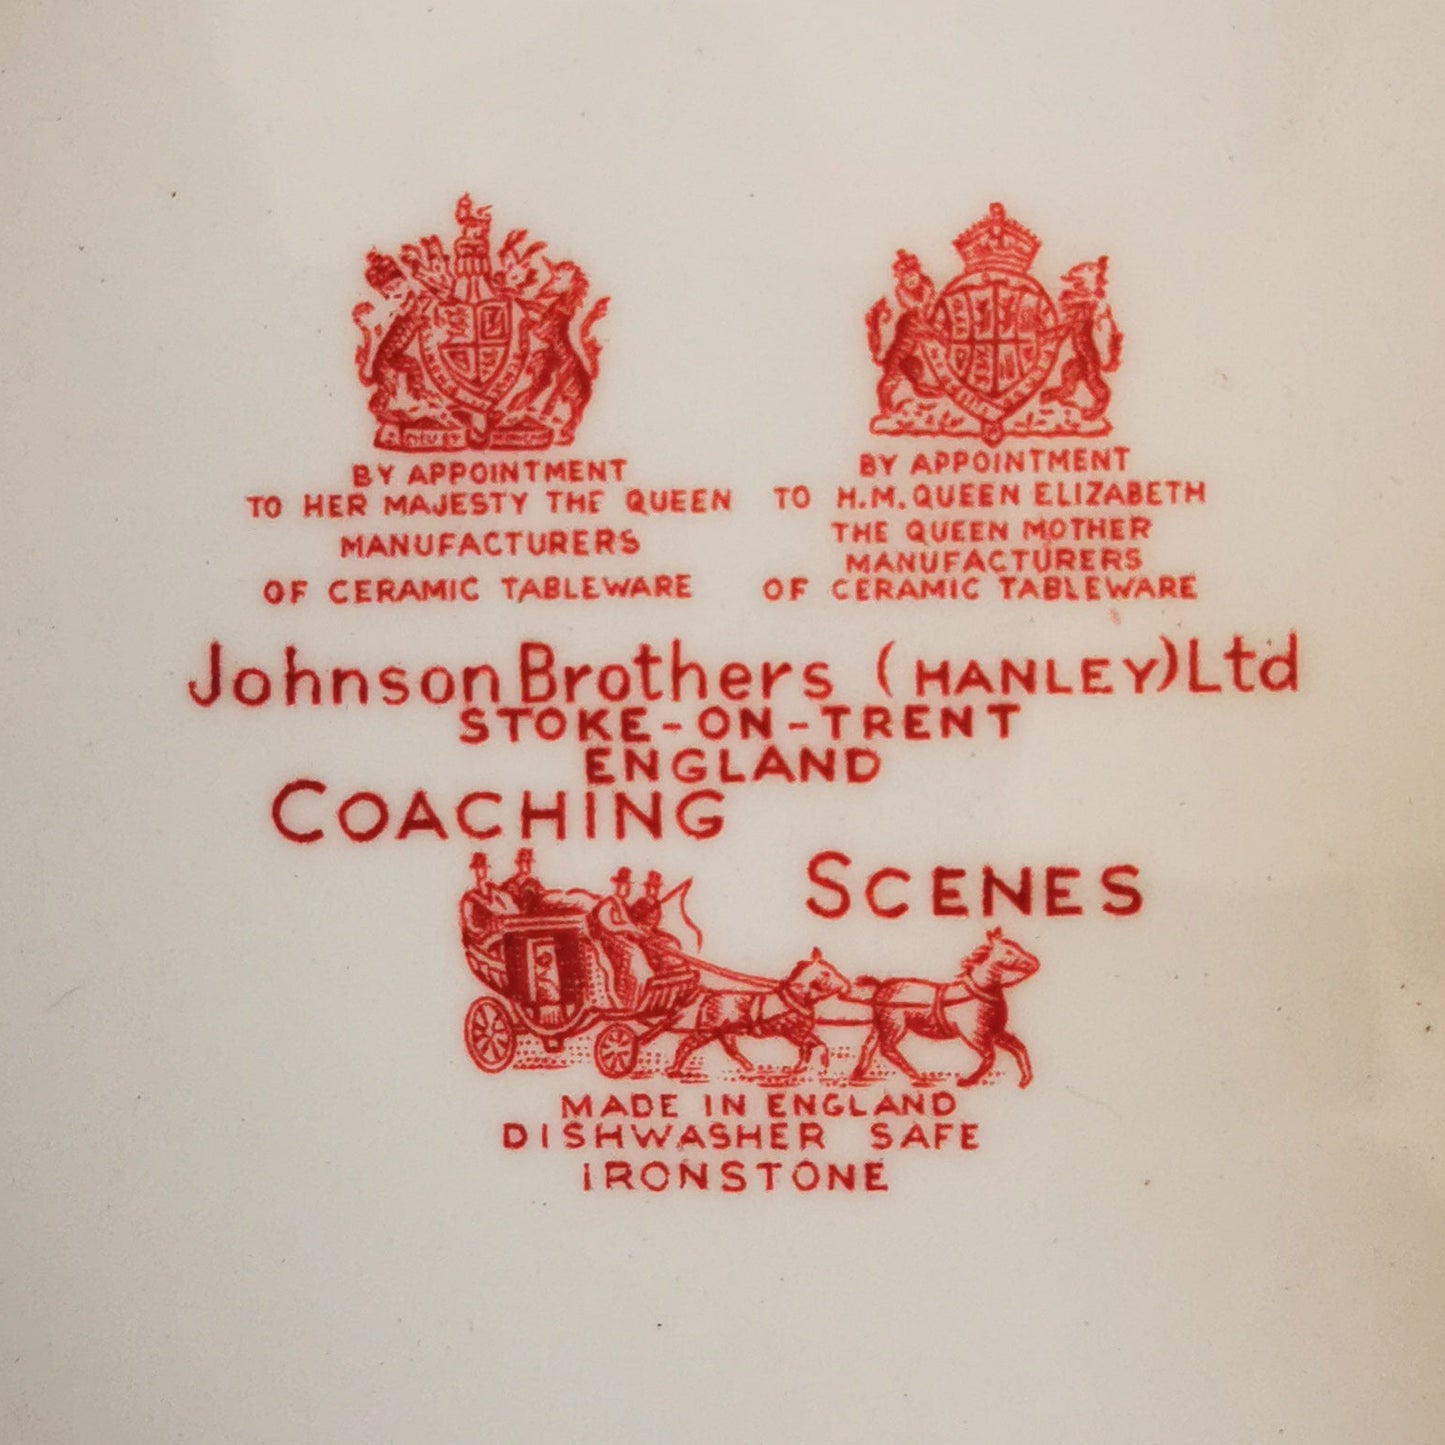 BY APPOINTMENT
TO HER MAJESTY THE QUEEN
MANUFACTURERS
OF CERAMIC TABLEWARE
BY APPOINTMENT
TO H.M. QUEEN ELIZABETH
THE QUEEN MOTHER
MANUFACTURERS
OF CERAMIC TABLEWARE
Johnson Brothers (HANLEY) Ltd
STOKE-ON-TRENT
ENGLAND
COACHING
SCENES
MADE IN ENGLAND
DISHWASHER SAFE
IRONSTONE